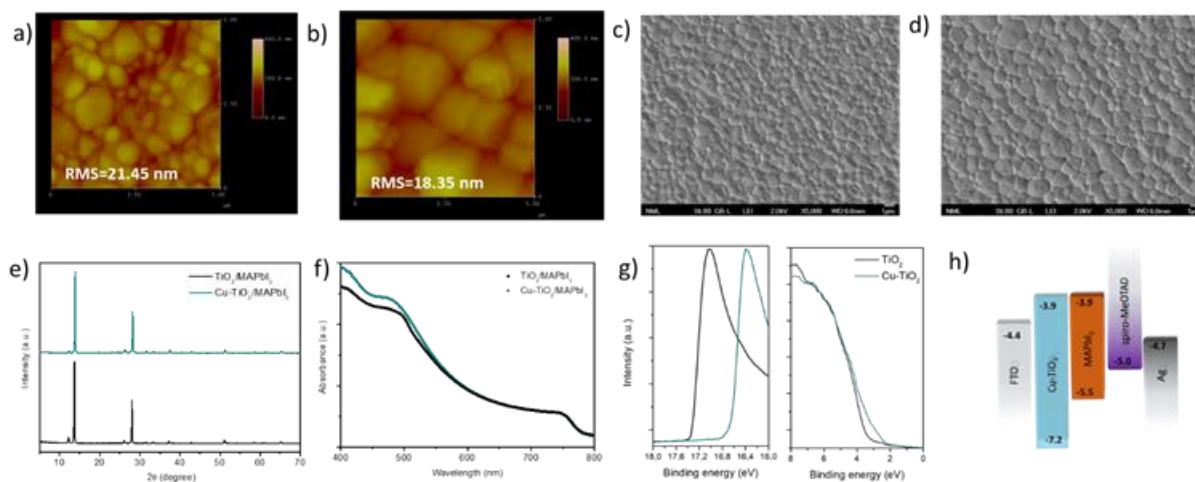 a)
RMS=21.45 nm
b)
RMS=18.35 nm
c)
d)
e)
TiO2/MAPbI3
Cu-TiO2/MAPbI3
Intensity (a.u.)
10 20 30 40 50 60 70
2θ (degree)
f)
TiO2/MAPbI3
Cu-TiO2/MAPbI3
Absorbance (a.u.)
400 500 600 700 800
Wavelength (nm)
g)
TiO2
Cu-TiO2
Intensity (a.u.)
18,0 17,2 16,4 16,0
Binding energy (eV)
8 6 4 2 0
Binding energy (eV)
h)
-3.9
-3.9
-4.4
-4.7
-5.0
-5.5
-7.2
FTO
Cu-TiO2
MAPbI3
spiro-MeOTAD
Ag